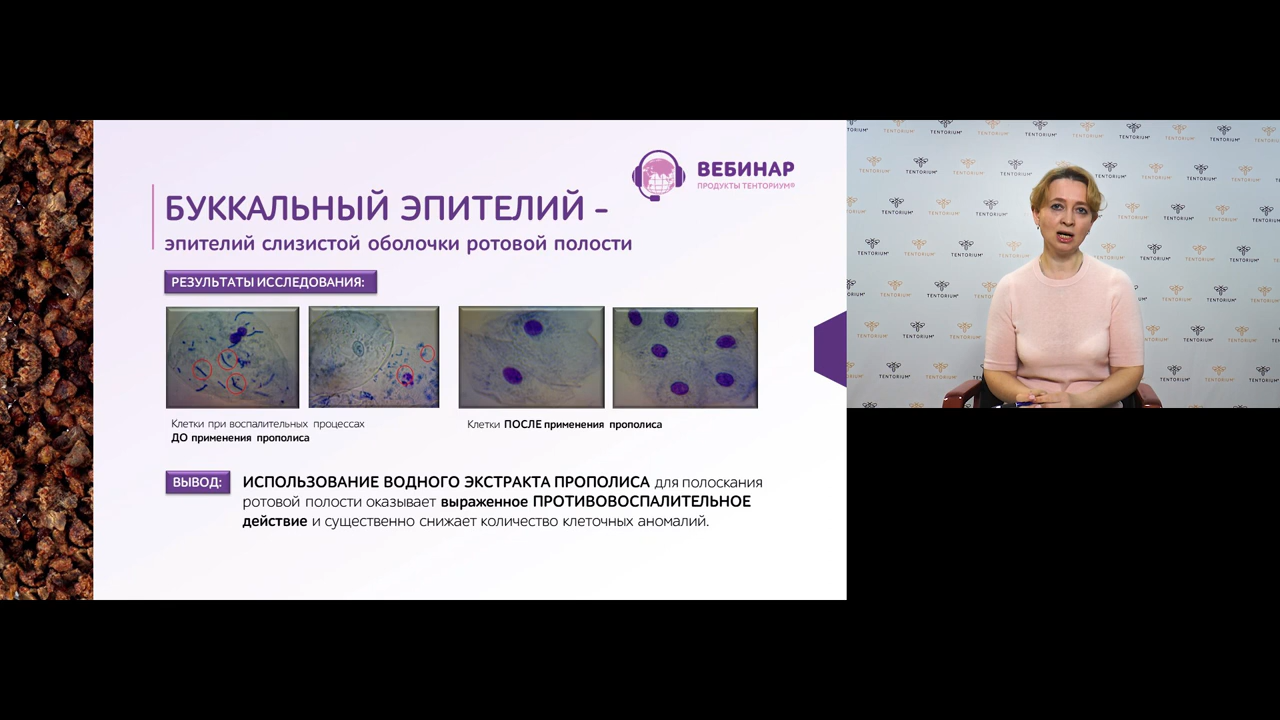 ВЕБИНАР
ПРОДУКТЫ ТЕНТОРИУМ®
БУККАЛЬНЫЙ ЭПИТЕЛИЙ –
эпителий слизистой оболочки ротовой полости
РЕЗУЛЬТАТЫ ИССЛЕДОВАНИЯ:
Клетки при воспалительных процессах
ДО применения прополиса
Клетки ПОСЛЕ применения прополиса
ВЫВОД:
ИСПОЛЬЗОВАНИЕ ВОДНОГО ЭКСТРАКТА ПРОПОЛИСА для полоскания
ротовой полости оказывает выраженное ПРОТИВОВОСПАЛИТЕЛЬНОЕ
действие и существенно снижает количество клеточных аномалий.
TENTORIUM®